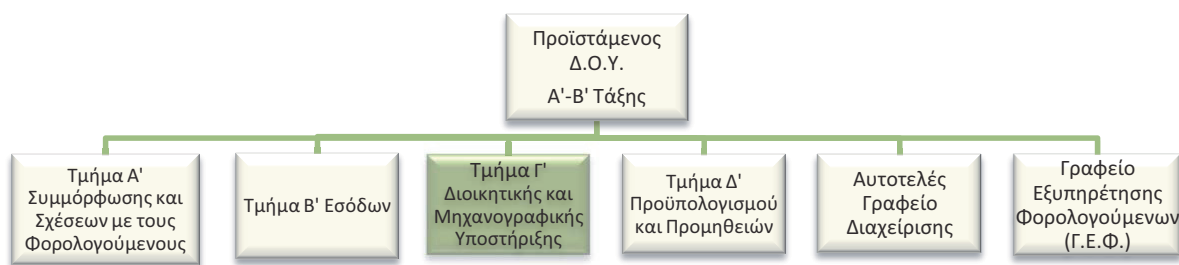 Προϊστάμενος
Δ.Ο.Υ.
Α'-Β' Τάξης
Τμήμα Α'
Συμμόρφωσης και
Σχέσεων με τους
Φορολογούμενους
Τμήμα Β' Εσόδων
Τμήμα Γ'
Διοικητικής και
Μηχανογραφικής
Υποστήριξης
Τμήμα Δ'
Προϋπολογισμού
και Προμηθειών
Αυτοτελές
Γραφείο
Διαχείρισης
Γραφείο
Εξυπηρέτησης
Φορολογούμενων
(Γ.Ε.Φ.)